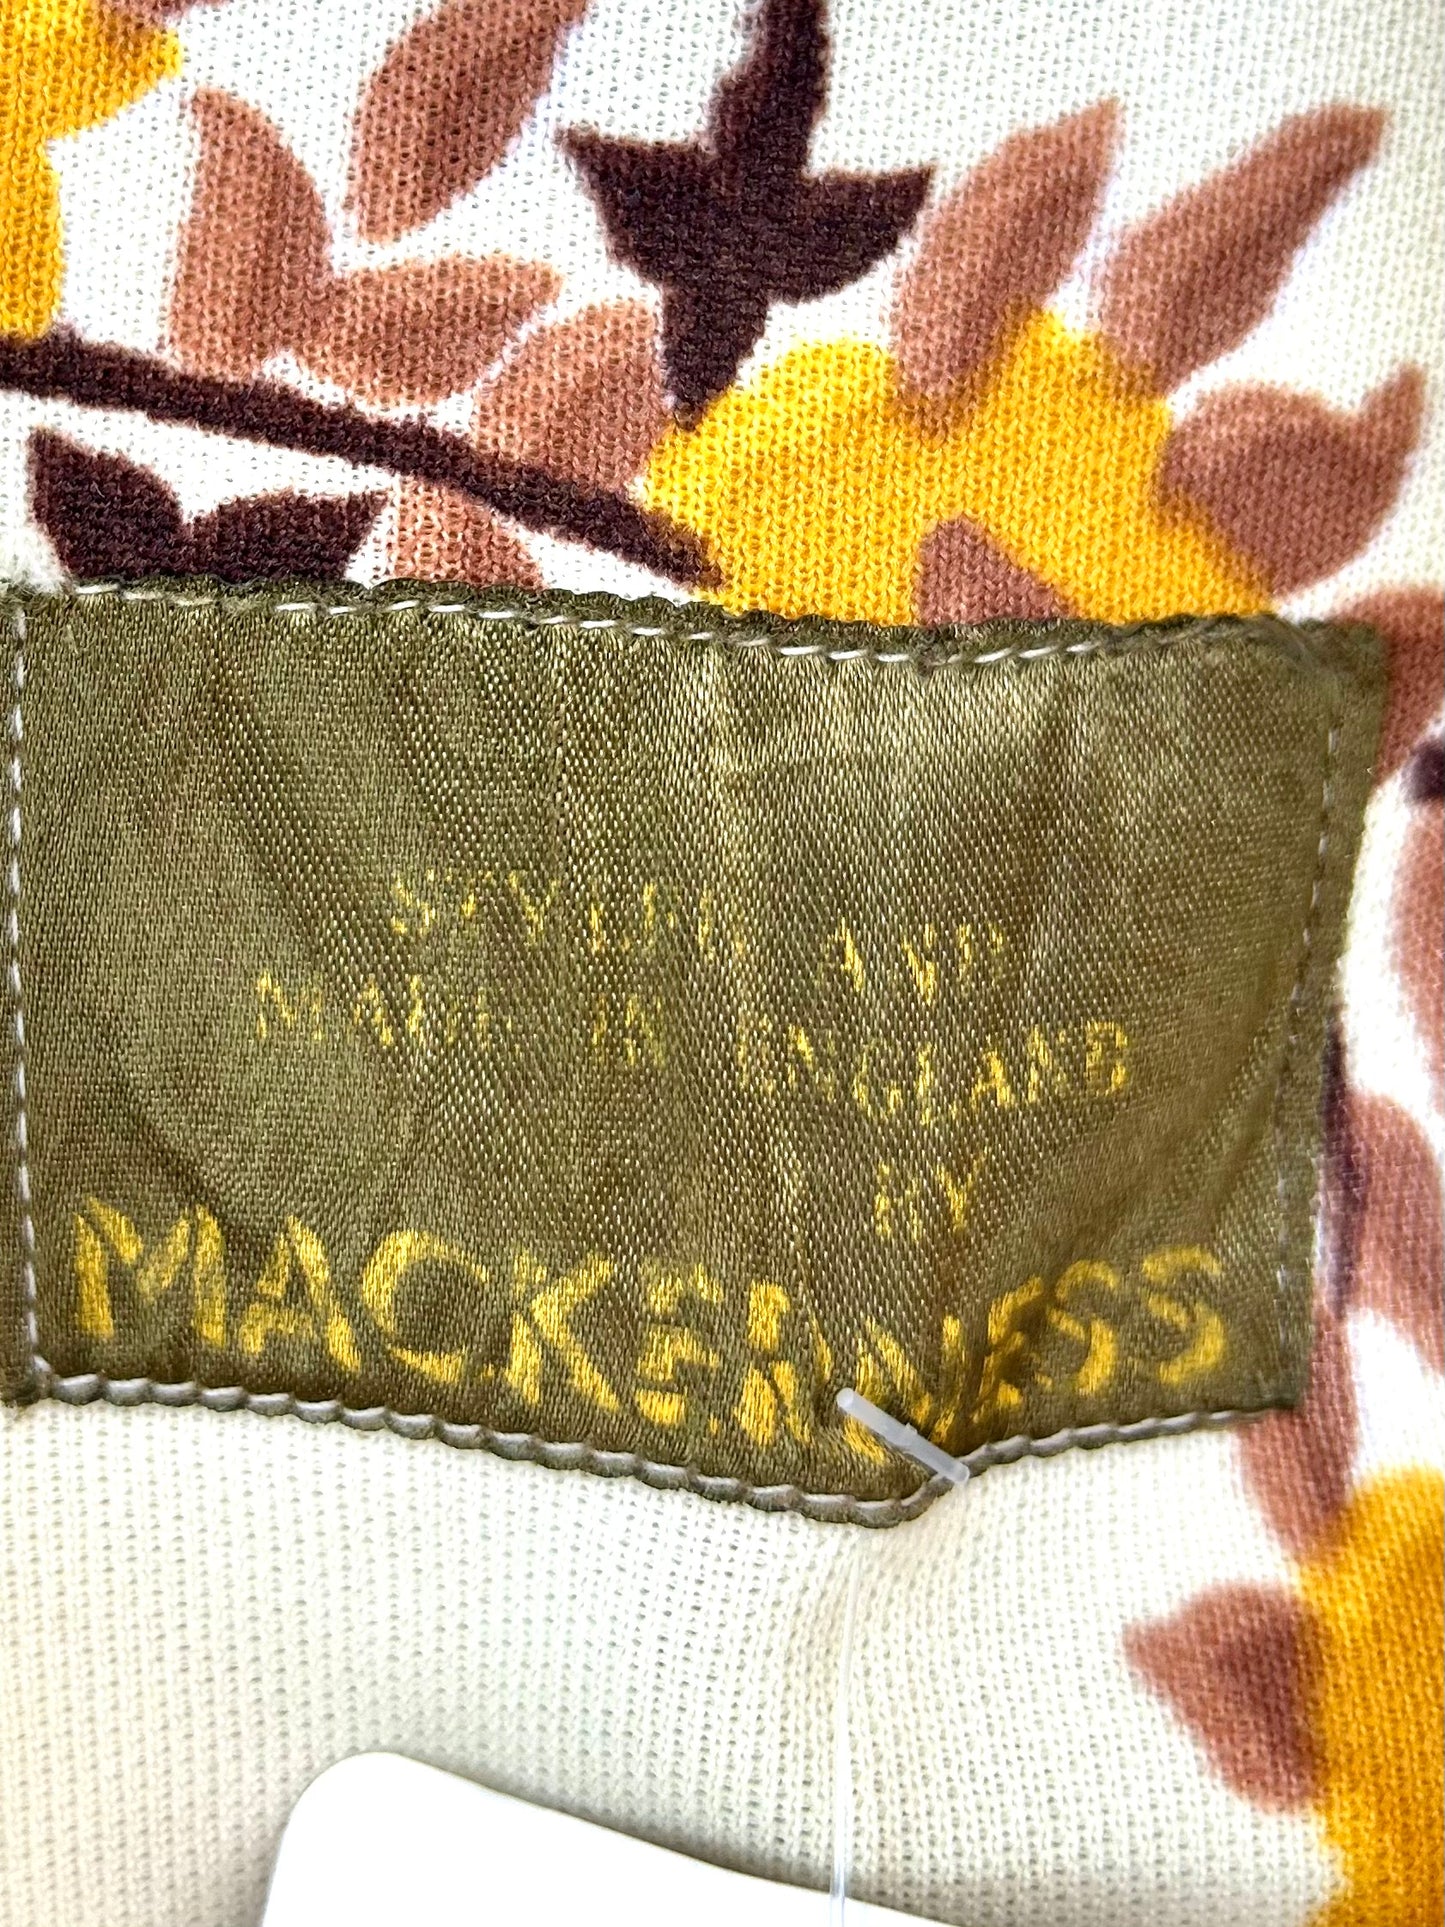 STYLED AND
MADE IN ENGLAND
BY
MACKENNESS